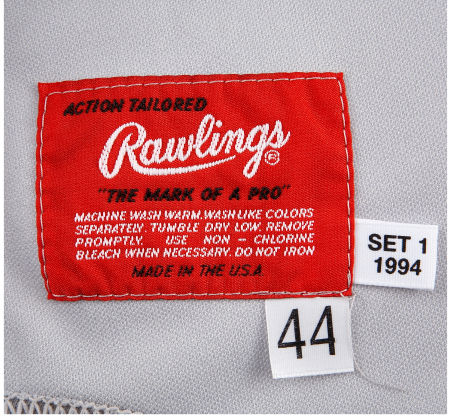 ACTION TAILORED
Rawlings®
"THE MARK OF A PRO"
MACHINE WASH WARM. WASH LIKE COLORS
SEPARATELY. TUMBLE DRY LOW. REMOVE
PROMPTLY. USE NON - CHLORINE
BLEACH WHEN NECESSARY. DO NOT IRON
MADE IN THE U.S.A
SET 1
1994
44